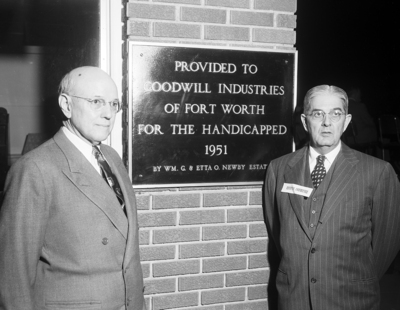 PROVIDED TO
GOODWILL INDUSTRIES
OF FORT WORTH
FOR THE HANDICAPPED
1951
BY WM. G. & ETTA O. NEWBY ESTATE